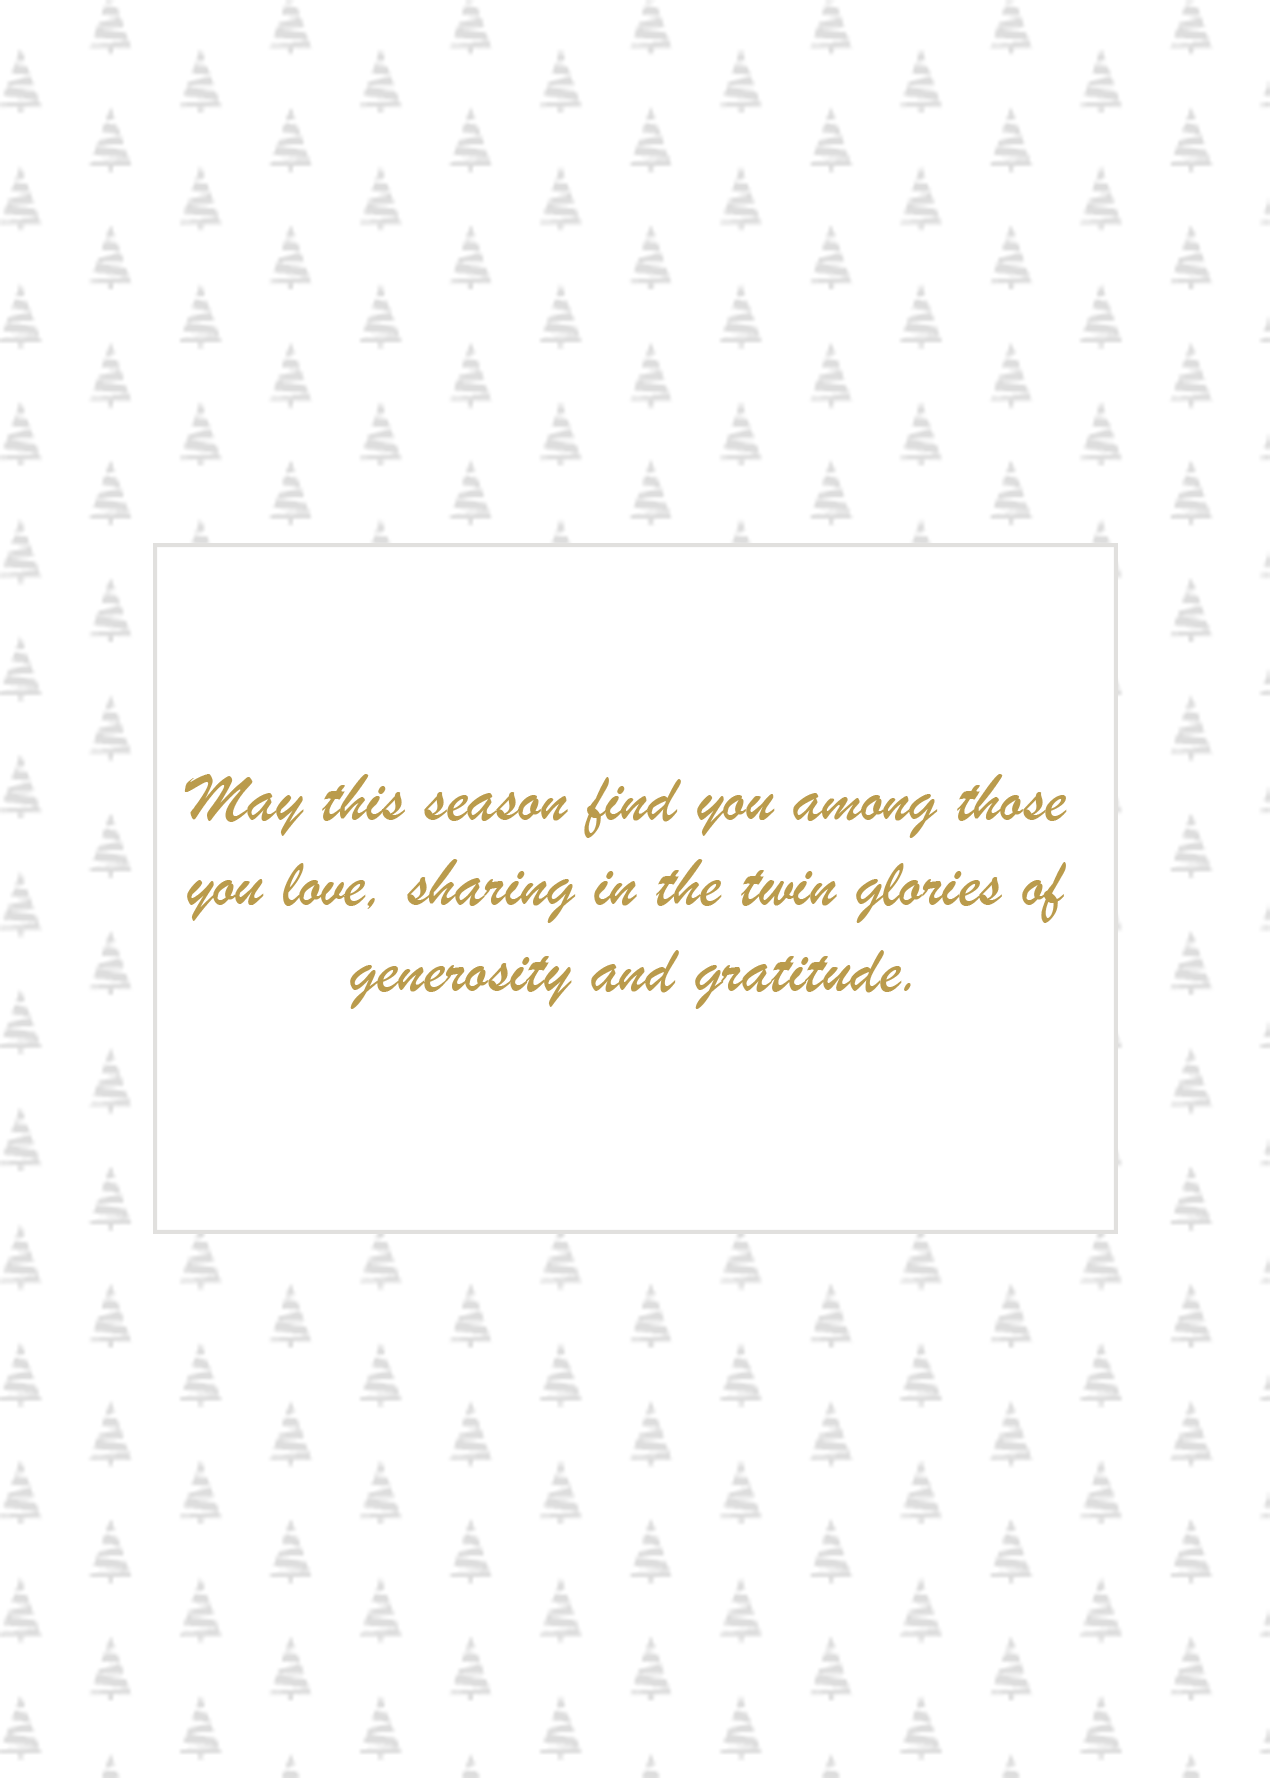 May this season find you among those
you love, sharing in the twin glories of
generosity and gratitude.